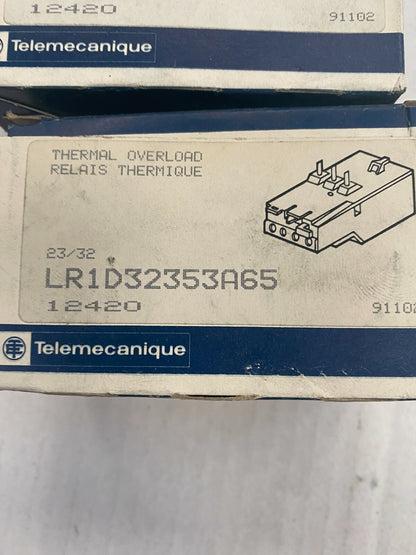 12420
91102
Telemecanique
THERMAL OVERLOAD
RELAIS THERMIQUE
23/32
LR1D32353A65
12420
91102
Telemecanique